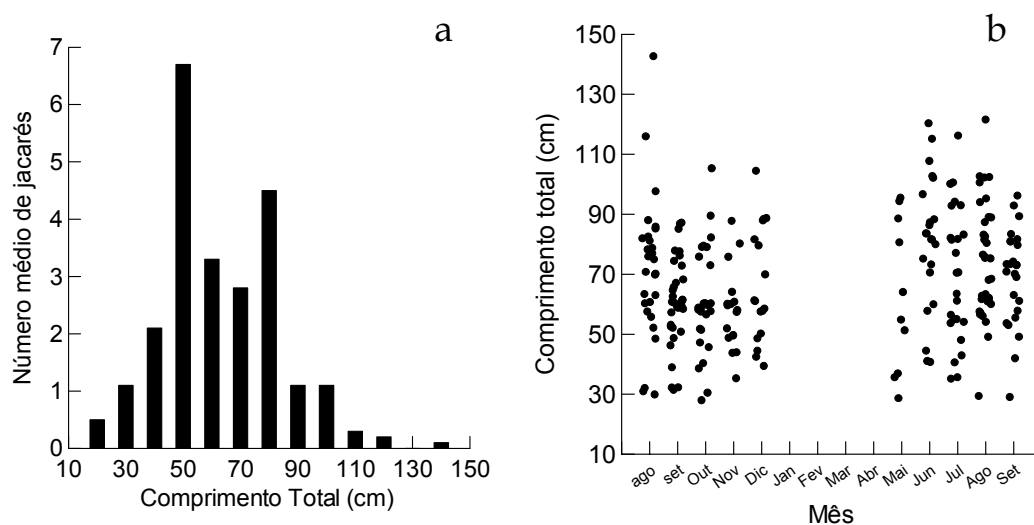 a
7
6
5
4
3
2
1
0
Número médio de jacarés
10 30 50 70 90 110 130 150
Comprimento Total (cm)
b
150
130
110
90
70
50
30
10
Comprimento total (cm)
ago set Out Nov Dic Jan Fev Mar Abr Mai Jun Jul Ago Set
Mês